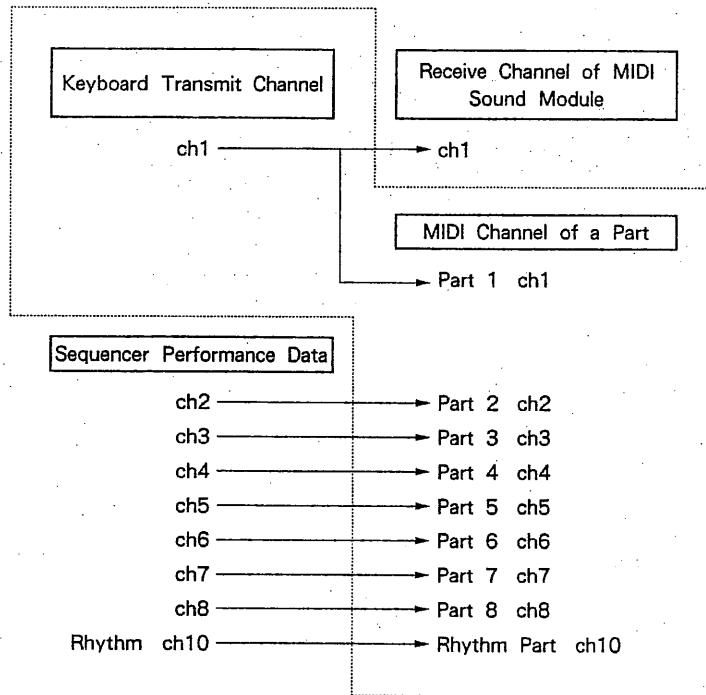 Keyboard Transmit Channel
Receive Channel of MIDI
Sound Module
ch1
ch1
MIDI Channel of a Part
Part 1 ch1
Sequencer Performance Data
ch2
Part 2 ch2
ch3
Part 3 ch3
ch4
Part 4 ch4
ch5
Part 5 ch5
ch6
Part 6 ch6
ch7
Part 7 ch7
ch8
Part 8 ch8
Rhythm ch10
Rhythm Part ch10